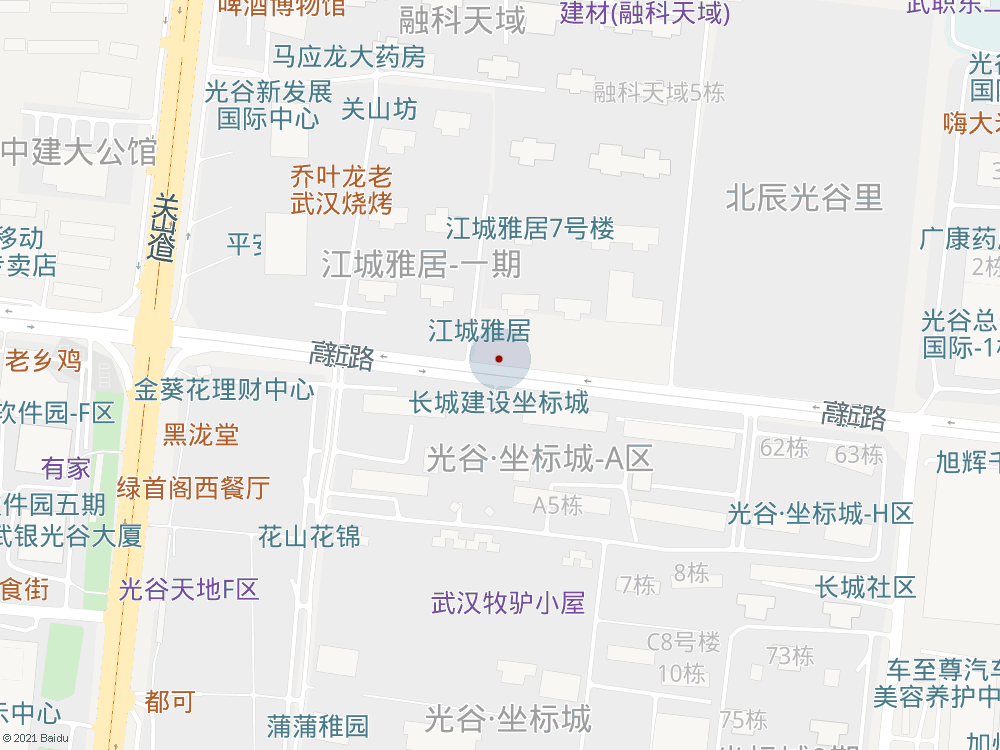 啤酒博物馆
融科天域
建材(融科天域)
马应龙大药房
光谷新发展
国际中心
关山坊
融科天域5栋
嗨大
中建大公馆
乔叶龙老
武汉烧烤
北辰光谷里
关山道
江城雅居7号楼
移动
专卖店
平安
江城雅居-一期
广康药
2栋
江城雅居
光谷总
国际-1
老乡鸡
高新路
金葵花理财中心
长城建设坐标城
高新路
软件园-F区
黑泷堂
有家
光谷·坐标城-A区
62栋
63栋
旭辉千
绿首阁西餐厅
件园五期
A5栋
光谷·坐标城-H区
武银光谷大厦
花山花锦
食街
光谷天地F区
7栋
8栋
长城社区
武汉牧驴小屋
C8号楼
10栋
73栋
车至尊汽车
美容养护中
都可
示中心
蒲蒲稚园
光谷·坐标城
75栋
© 2021 Baidu